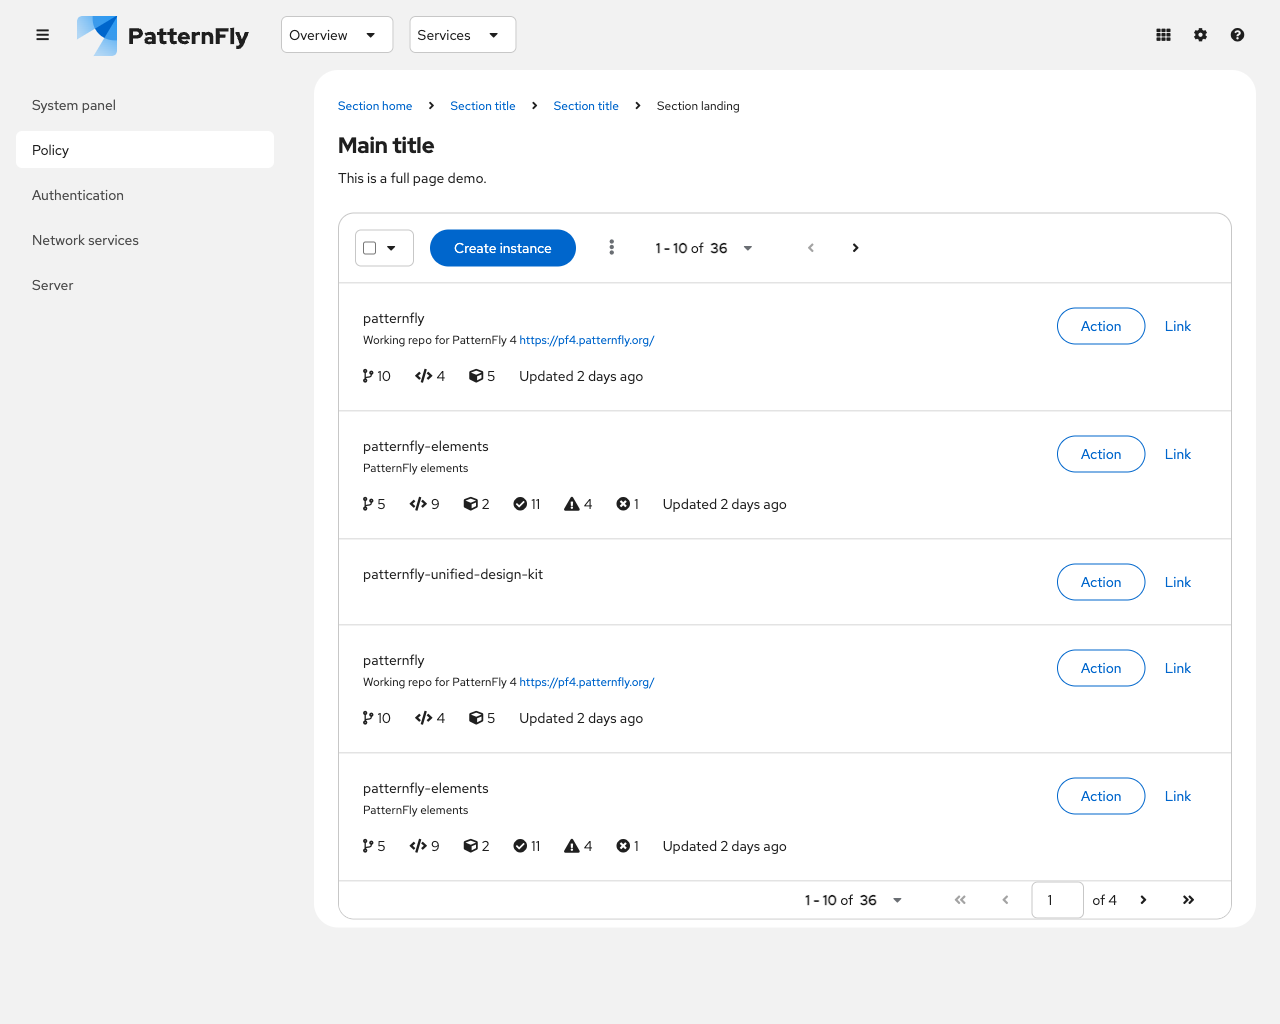 PatternFly Overview Services
System panel
Policy
Authentication
Network services
Server
Section home Section title Section title Section landing
Main title
This is a full page demo.
Create instance 1 - 10 of 36
patternfly
Working repo for PatternFly 4 https://pf4.patternfly.org/
10 4 5 Updated 2 days ago
Action Link
patternfly-elements
PatternFly elements
5 9 2 11 4 1 Updated 2 days ago
Action Link
patternfly-unified-design-kit
Action Link
patternfly
Working repo for PatternFly 4 https://pf4.patternfly.org/
10 4 5 Updated 2 days ago
Action Link
patternfly-elements
PatternFly elements
5 9 2 11 4 1 Updated 2 days ago
Action Link
1 - 10 of 36 1 of 4